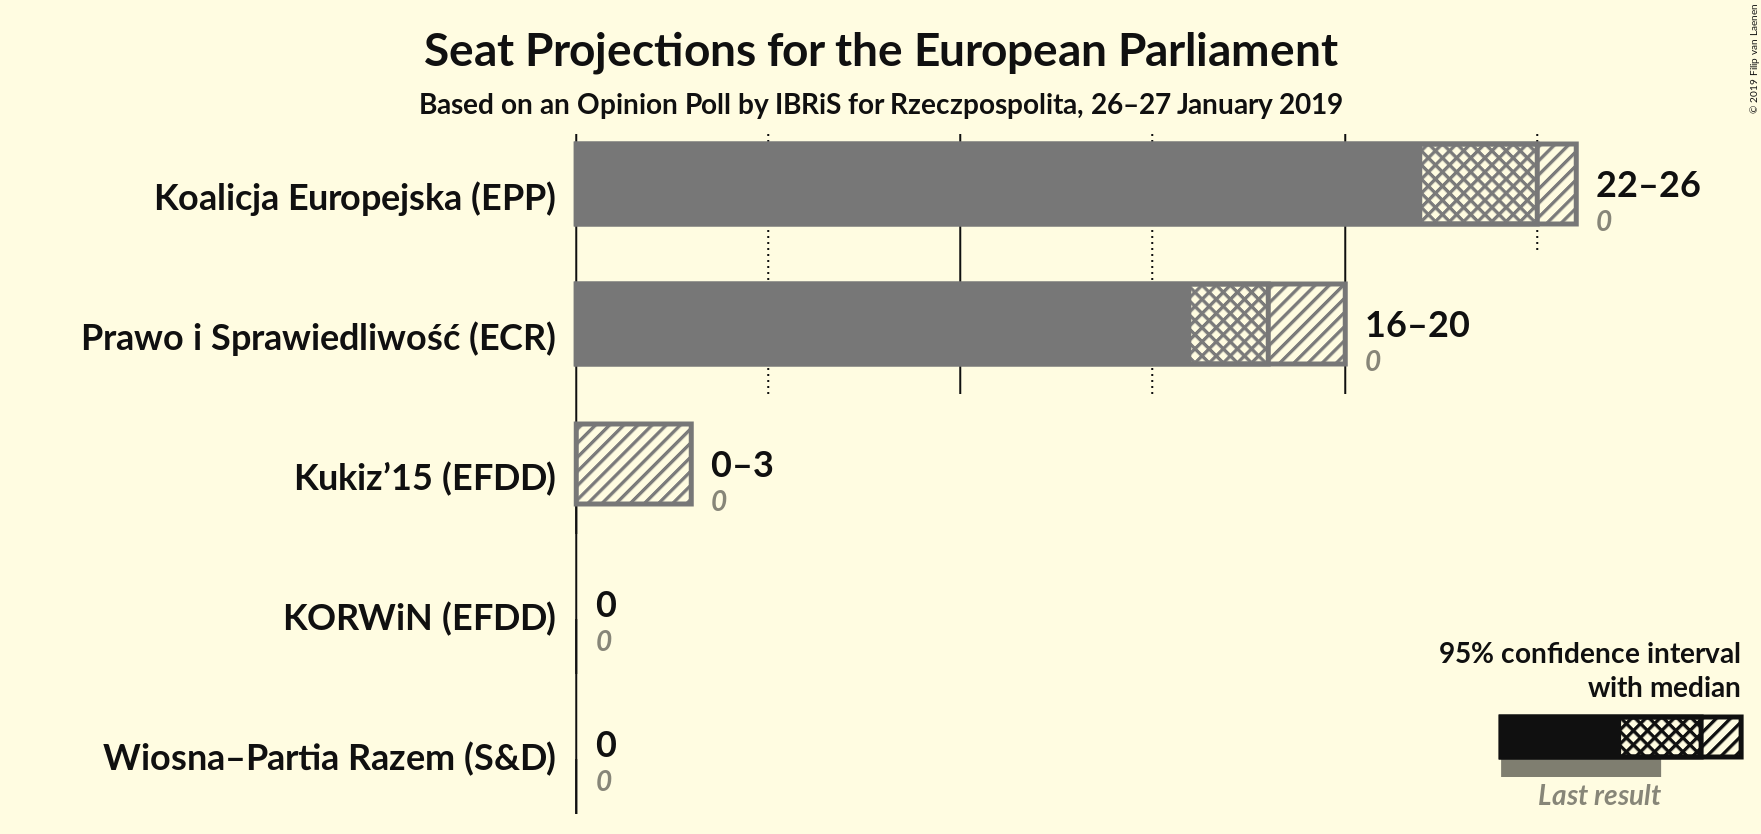 Seat Projections for the European Parliament
Based on an Opinion Poll by IBRiS for Rzeczpospolita, 26–27 January 2019
© 2019 Filip van Laenen
Koalicja Europejska (EPP)
22–26
0
Prawo i Sprawiedliwość (ECR)
16–20
0
Kukiz’15 (EFDD)
0–3
0
KORWiN (EFDD)
0
0
Wiosna–Partia Razem (S&D)
0
0
95% confidence interval
with median
Last result